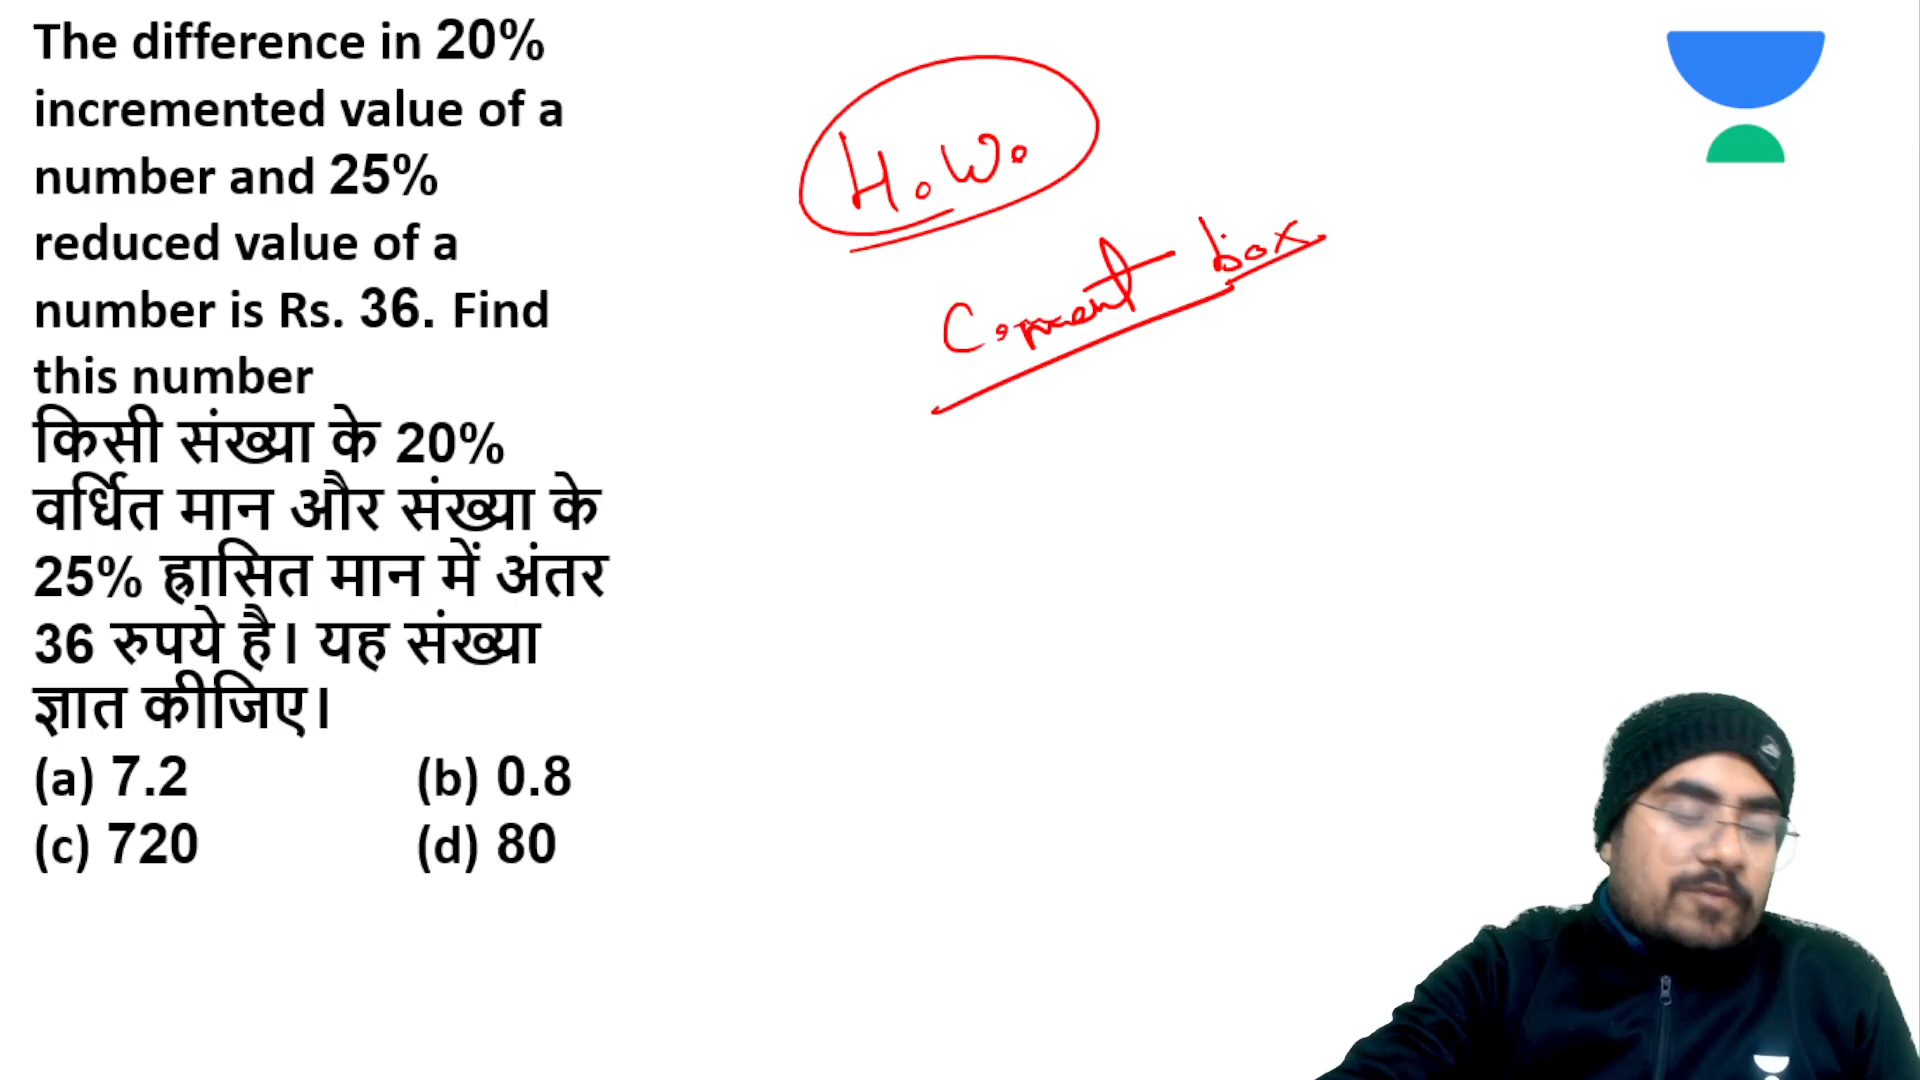 The difference in 20%
incremented value of a
number and 25%
reduced value of a
number is Rs. 36. Find
this number
किसी संख्या के 20%
वर्धित मान और संख्या के
25% ह्रासित मान में अंतर
36 रुपये है। यह संख्या
ज्ञात कीजिए।
(a) 7.2 (b) 0.8
(c) 720 (d) 80
H.W.
Comment box